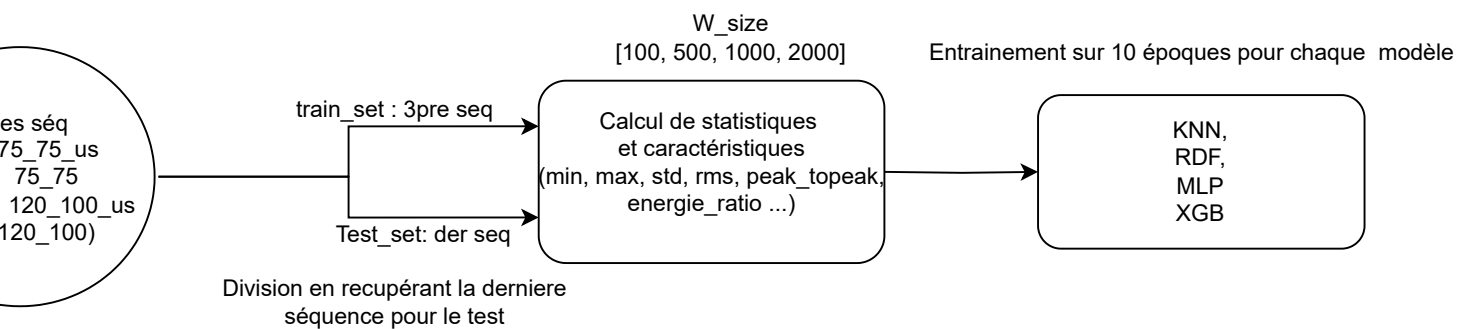 es séq
75_75_us
75_75
120_100_us
120_100)
train_set : 3pre seq
Test_set: der seq
Division en recupérant la derniere
séquence pour le test
W_size
[100, 500, 1000, 2000]
Calcul de statistiques
et caractéristiques
(min, max, std, rms, peak_topeak,
energie_ratio ...)
Entrainement sur 10 époques pour chaque modèle
KNN,
RDF,
MLP
XGB